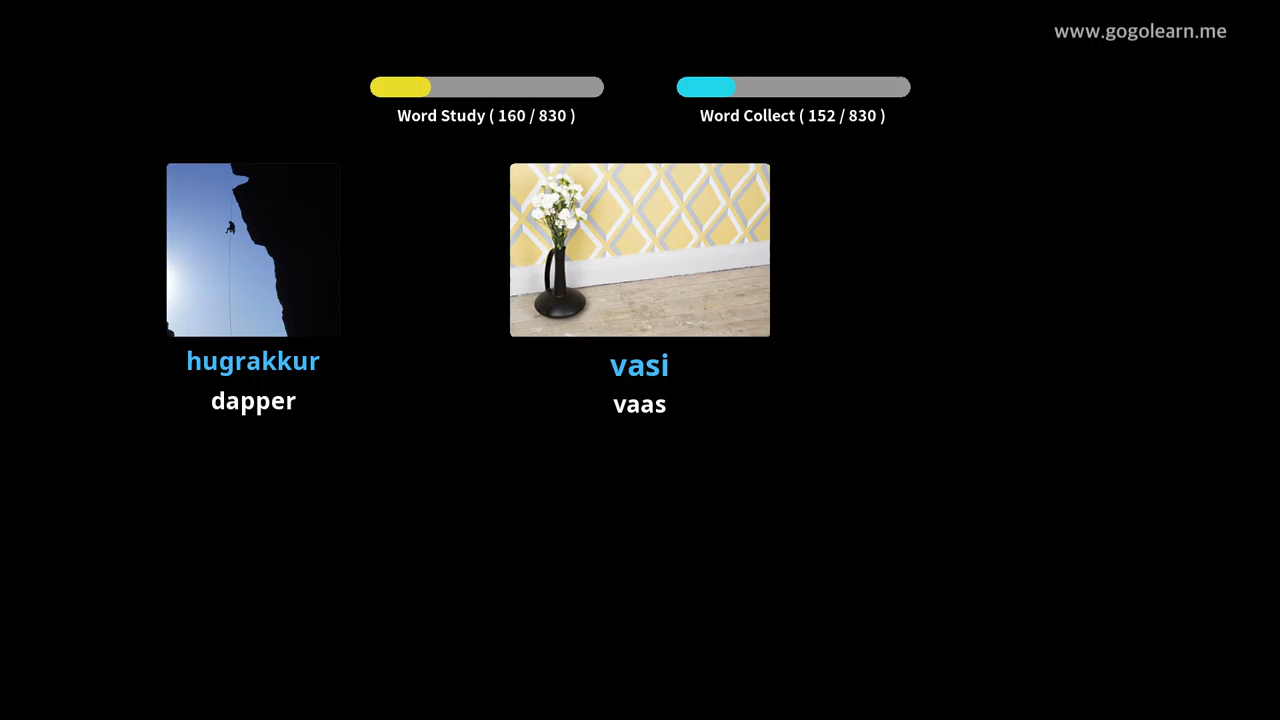 www.gogolearn.me
Word Study ( 160 / 830 )
Word Collect ( 152 / 830 )
hugrakkur
dapper
vasi
vaas